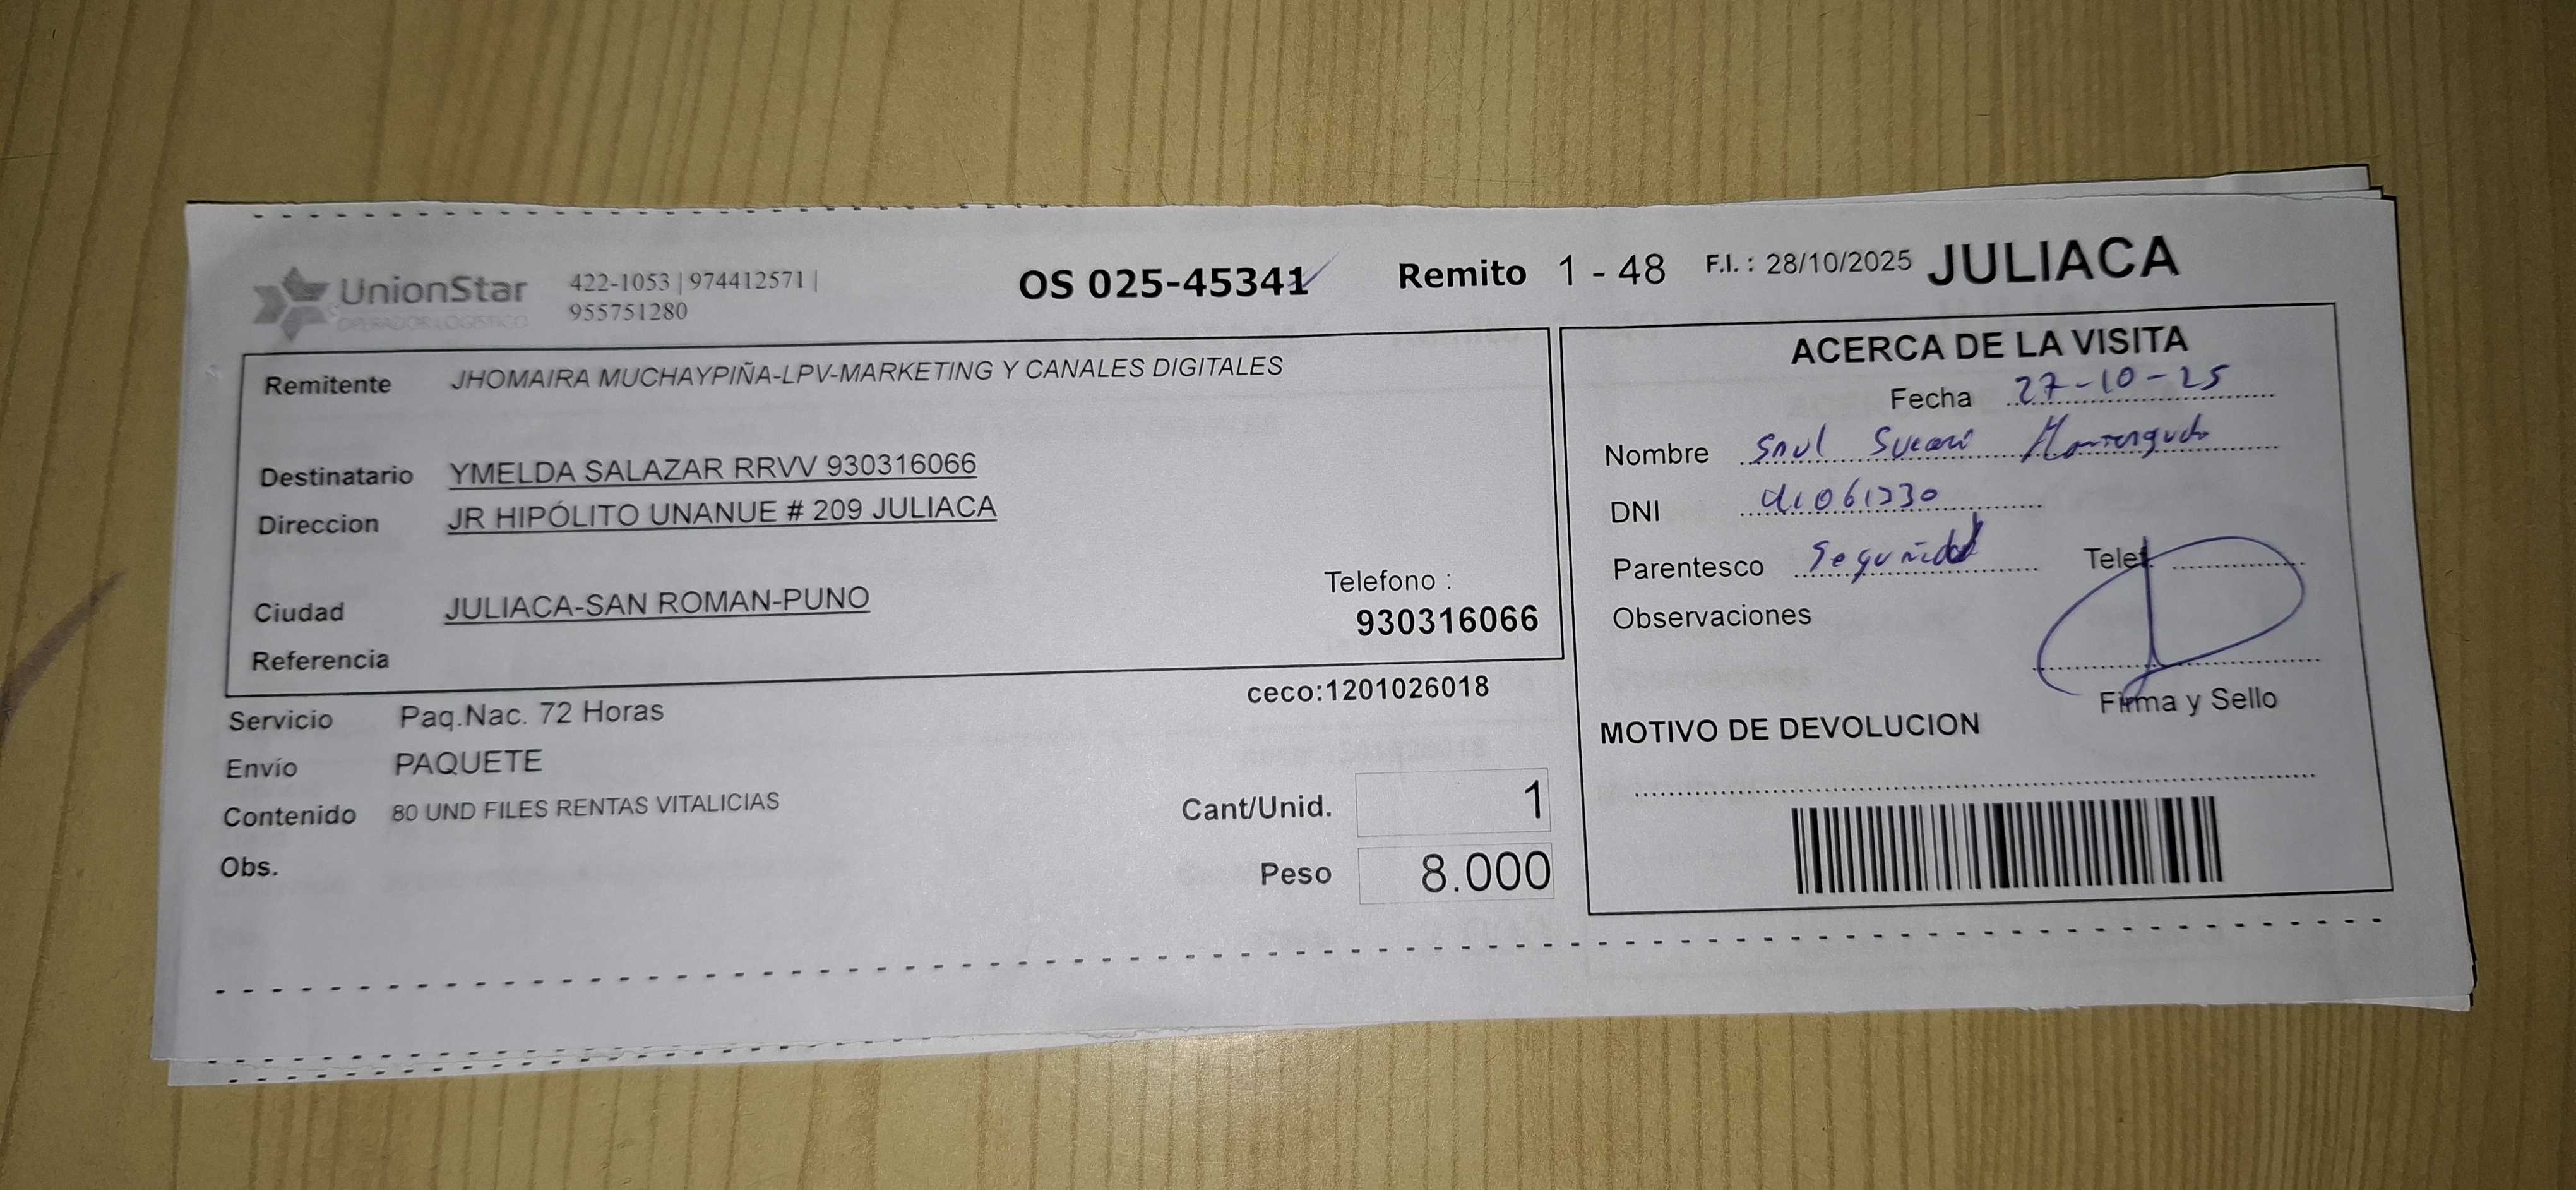 UnionStar
OPERADOR LOGISTICO
422-1053 | 974412571 |
955751280
OS 025-45341
Remito 1 - 48
F.I. : 28/10/2025
JULIACA
Remitente JHOMAIRA MUCHAYPIÑA-LPV-MARKETING Y CANALES DIGITALES
Destinatario YMELDA SALAZAR RRVV 930316066
Direccion JR HIPÓLITO UNANUE # 209 JULIACA
Ciudad JULIACA-SAN ROMAN-PUNO
Telefono :
930316066
Referencia
ceco:1201026018
Servicio Paq.Nac. 72 Horas
Envío PAQUETE
Contenido 80 UND FILES RENTAS VITALICIAS
Obs.
Cant/Unid. 1
Peso 8.000
ACERCA DE LA VISITA
Fecha 27-10-25
Nombre Saul
DNI
Parentesco Seguridad
Telef
Observaciones
Firma y Sello
MOTIVO DE DEVOLUCION